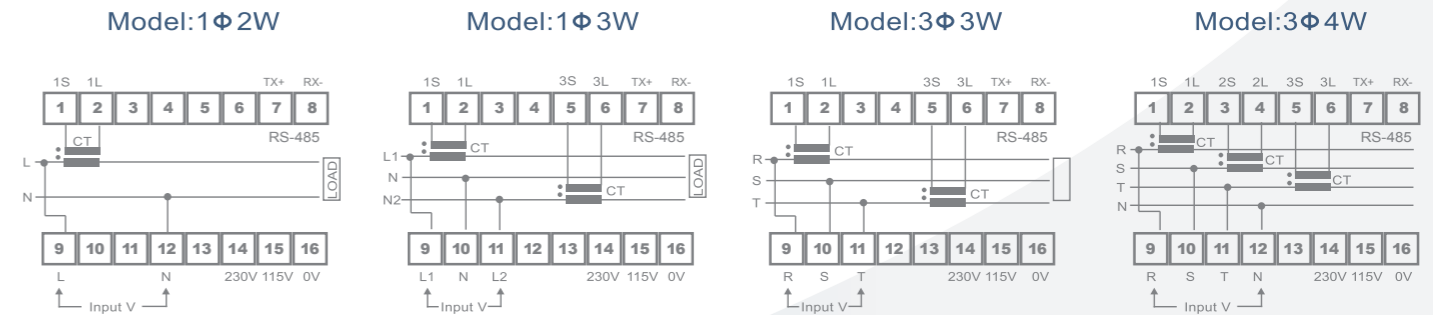 Model:1Φ2W
1S 1L TX+ RX-
1 2 3 4 5 6 7 8
CT RS-485
L
LOAD
N
9 10 11 12 13 14 15 16
L N 230V 115V 0V
Input V
Model:1Φ3W
1S 1L 3S 3L TX+ RX-
1 2 3 4 5 6 7 8
CT RS-485
L1
N
LOAD
N2 CT
9 10 11 12 13 14 15 16
L1 N L2 230V 115V 0V
Input V
Model:3Φ3W
1S 1L 3S 3L TX+ RX-
1 2 3 4 5 6 7 8
CT RS-485
R
S
T CT
9 10 11 12 13 14 15 16
R S T 230V 115V 0V
Input V
Model:3Φ4W
1S 1L 2S 2L 3S 3L TX+ RX-
1 2 3 4 5 6 7 8
RS-485
R CT
S CT
T CT
N
9 10 11 12 13 14 15 16
R S T N 230V 115V 0V
Input V